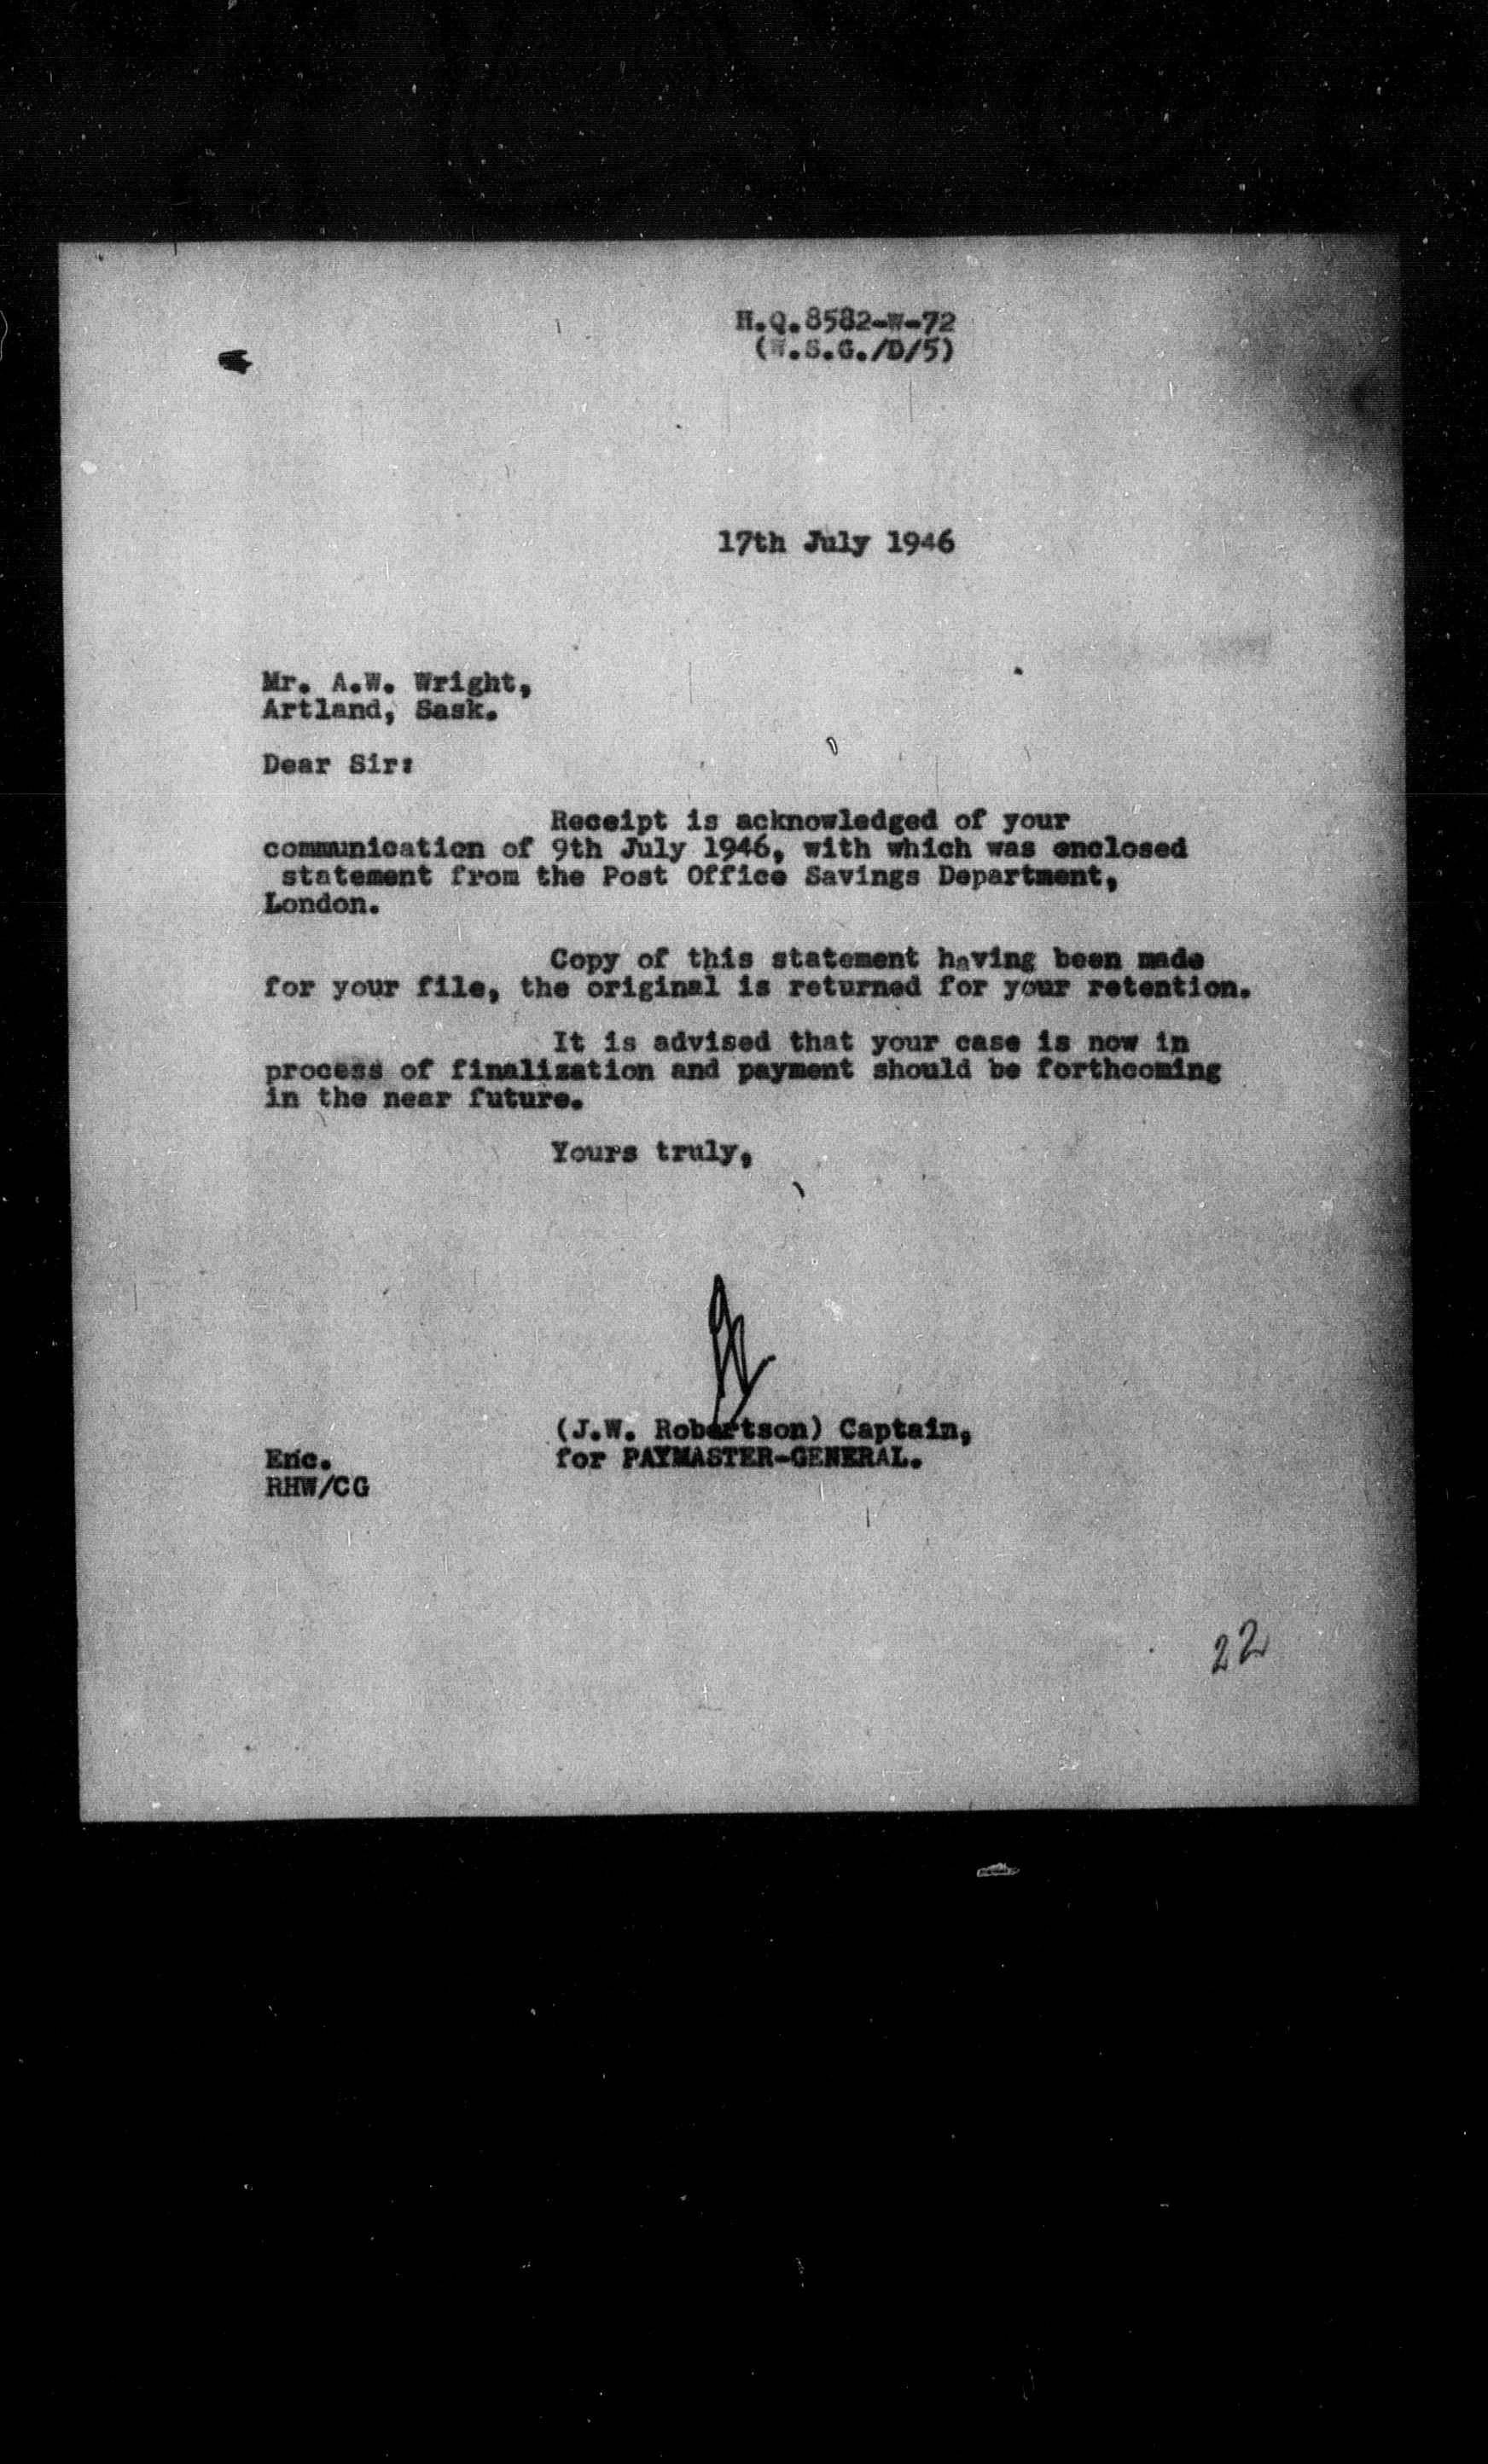 H.Q.8582-W-72
(W.S.G./D/5)
17th July 1946
Mr. A.W. Wright,
Artland, Sask.
Dear Sir:
Receipt is acknowledged of your
communication of 9th July 1946, with which was enclosed
statement from the Post Office Savings Department,
London.
Copy of this statement having been made
for your file, the original is returned for your retention.
It is advised that your case is now in
process of finalization and payment should be forthcoming
in the near future.
Yours truly,
(J.W. Robertson) Captain,
for PAYMASTER-GENERAL.
Enc.
RHW/CG
22